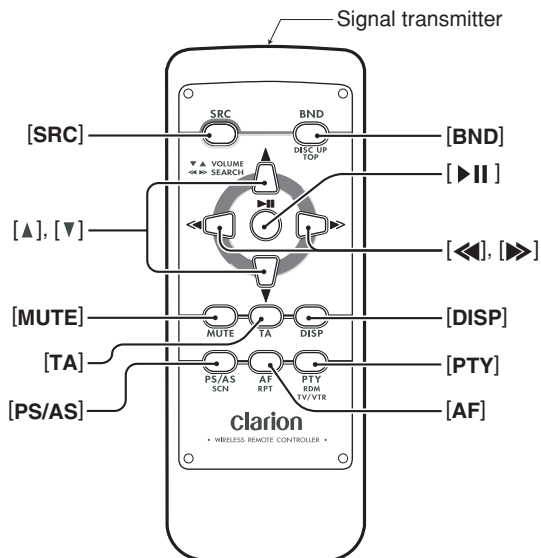 Signal transmitter
SRC
BND
[SRC]
[BND]
DISC UP
TOP
▼ ▲ VOLUME
◀◀ ▶▶ SEARCH
▲
[▶II]
▶II
[▲], [▼]
◀◀
▶▶
[◀◀], [▶▶]
▼
[MUTE]
[DISP]
MUTE
TA
DISP
[TA]
[PTY]
PS/AS
SCN
AF
RPT
PTY
RDM
TV/VTR
[PS/AS]
[AF]
clarion
• WIRELESS REMOTE CONTROLLER •